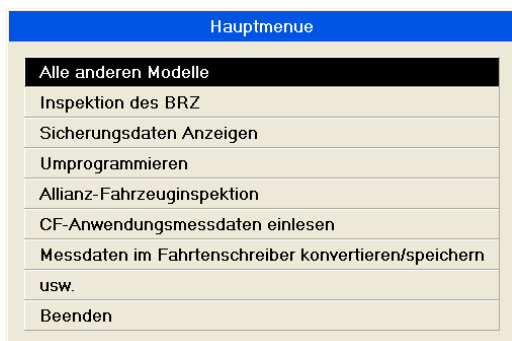 Hauptmenue
Alle anderen Modelle
Inspektion des BRZ
Sicherungsdaten Anzeigen
Umprogrammieren
Allianz-Fahrzeuginspektion
CF-Anwendungsmessdaten einlesen
Messdaten im Fahrtenschreiber konvertieren/speichern
usw.
Beenden